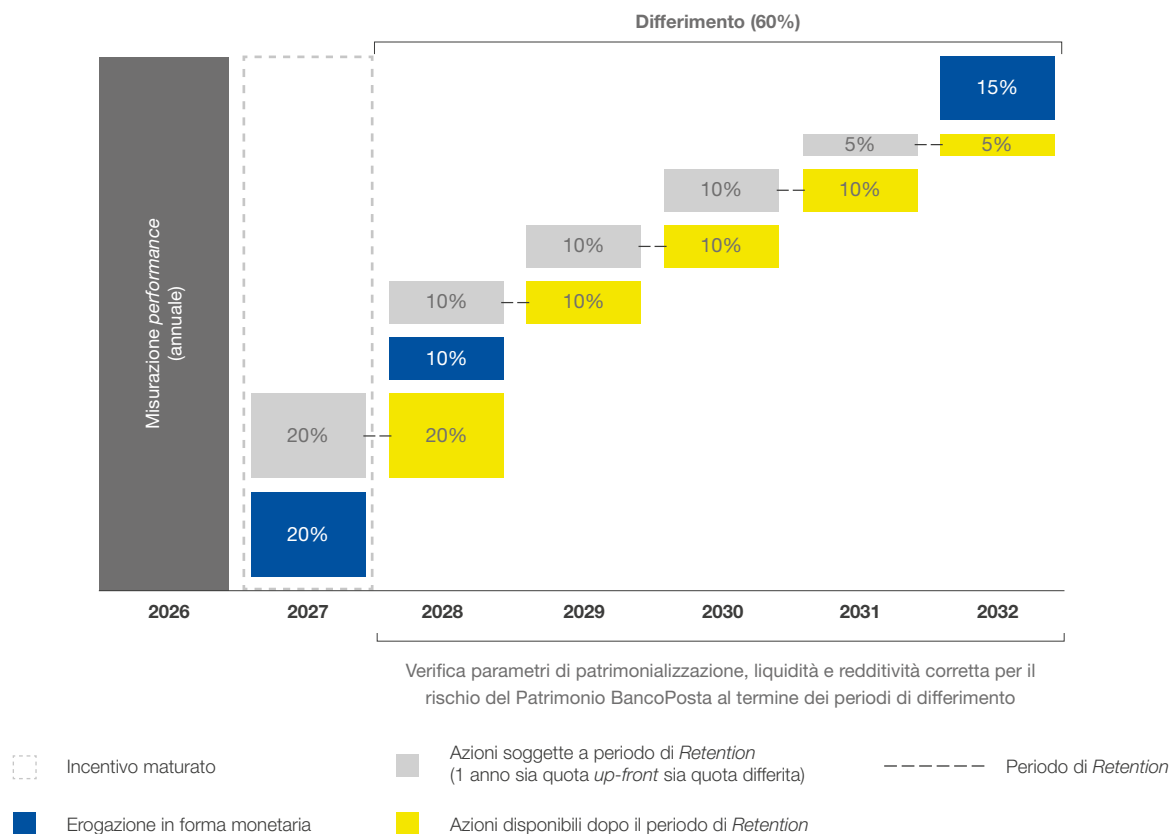 Differimento (60%)
15%
5%
5%
10%
10%
10%
10%
10%
10%
10%
20%
20%
20%
Misurazione performance
(annuale)
2026
2027
2028
2029
2030
2031
2032
Verifica parametri di patrimonializzazione, liquidità e redditività corretta per il
rischio del Patrimonio BancoPosta al termine dei periodi di differimento
Incentivo maturato
Azioni soggette a periodo di Retention
(1 anno sia quota up-front sia quota differita)
Periodo di Retention
Erogazione in forma monetaria
Azioni disponibili dopo il periodo di Retention